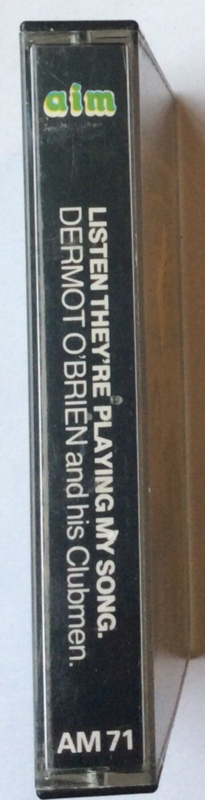 aim
LISTEN THEY'RE PLAYING MY SONG.
DERMOT O'BRIEN and his Clubmen.
AM 71